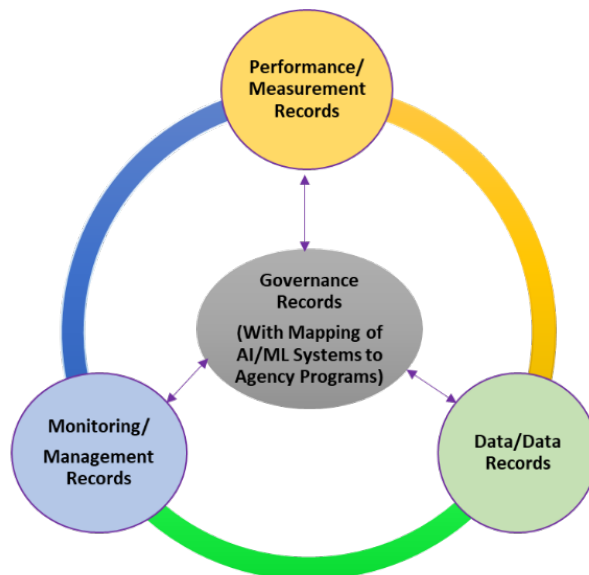 Performance/
Measurement
Records
Governance
Records
(With Mapping of
AI/ML Systems to
Agency Programs)
Monitoring/
Management
Records
Data/Data
Records